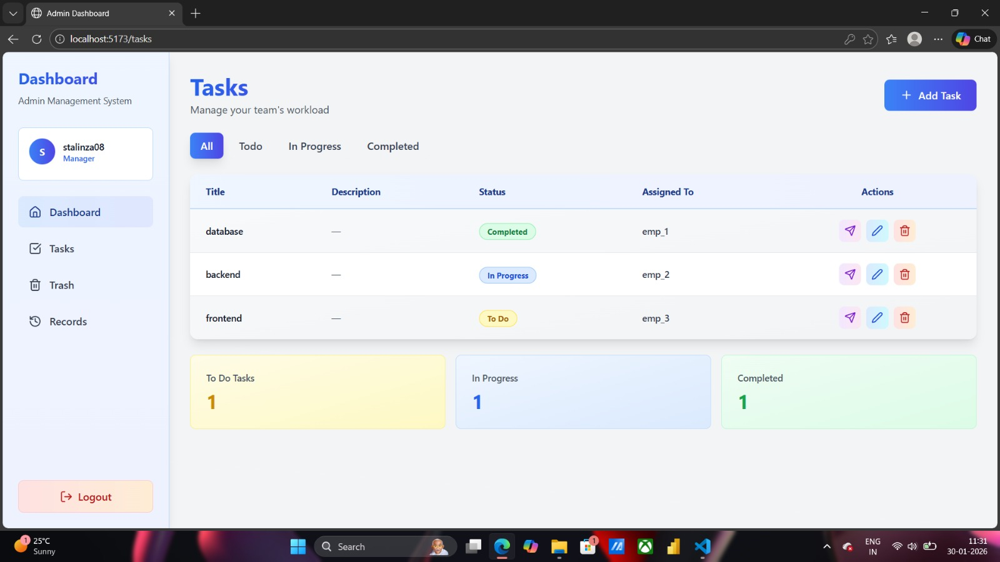 Admin Dashboard
localhost:5173/tasks
Chat
Dashboard
Admin Management System
S
stalinza08
Manager
Dashboard
Tasks
Trash
Records
Logout
Tasks
Manage your team's workload
+ Add Task
All Todo In Progress Completed
Title Description Status Assigned To Actions
database — Completed emp_1
backend — In Progress emp_2
frontend — To Do emp_3
To Do Tasks
1
In Progress
1
Completed
1
1
25°C
Sunny
Search
1
ENG
IN
11:31
30-01-2026